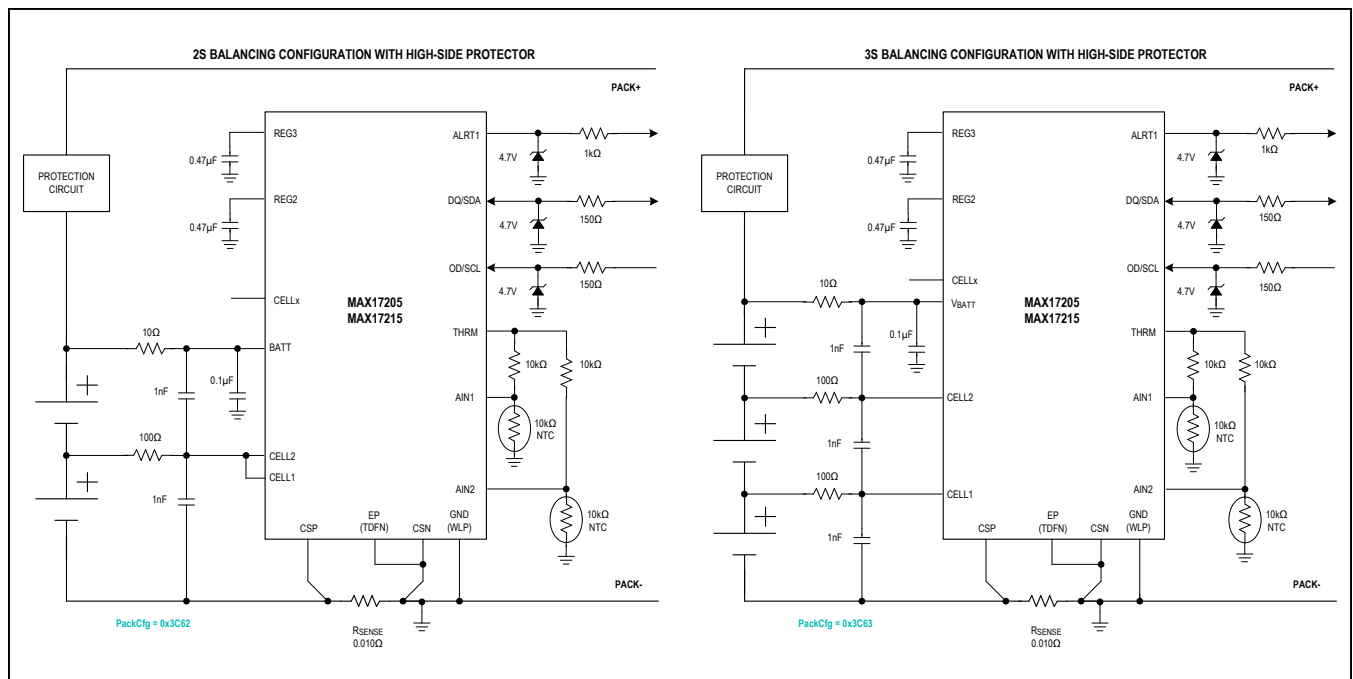 2S BALANCING CONFIGURATION WITH HIGH-SIDE PROTECTOR
PACK+
REG3
ALRT1
0.47µF
4.7V
1kΩ
PROTECTION
CIRCUIT
REG2
DQ/SDA
0.47µF
4.7V
150Ω
OD/SCL
CELLx
MAX17205
MAX17215
4.7V
150Ω
10Ω
BATT
THRM
1nF
0.1µF
10kΩ
10kΩ
+
AIN1
10kΩ
NTC
100Ω
CELL2
CELL1
+
1nF
AIN2
CSP
EP
(TDFN)
CSN
GND
(WLP)
10kΩ
NTC
PACK-
PackCfg = 0x3C62
RSENSE
0.010Ω
3S BALANCING CONFIGURATION WITH HIGH-SIDE PROTECTOR
PACK+
REG3
ALRT1
0.47µF
4.7V
1kΩ
PROTECTION
CIRCUIT
REG2
DQ/SDA
0.47µF
4.7V
150Ω
OD/SCL
CELLx
10Ω
VBATT
MAX17205
MAX17215
4.7V
150Ω
THRM
+
1nF
0.1µF
10kΩ
10kΩ
100Ω
CELL2
AIN1
10kΩ
NTC
+
1nF
100Ω
CELL1
AIN2
+
1nF
CSP
EP
(TDFN)
CSN
GND
(WLP)
10kΩ
NTC
PACK-
PackCfg = 0x3C63
RSENSE
0.010Ω